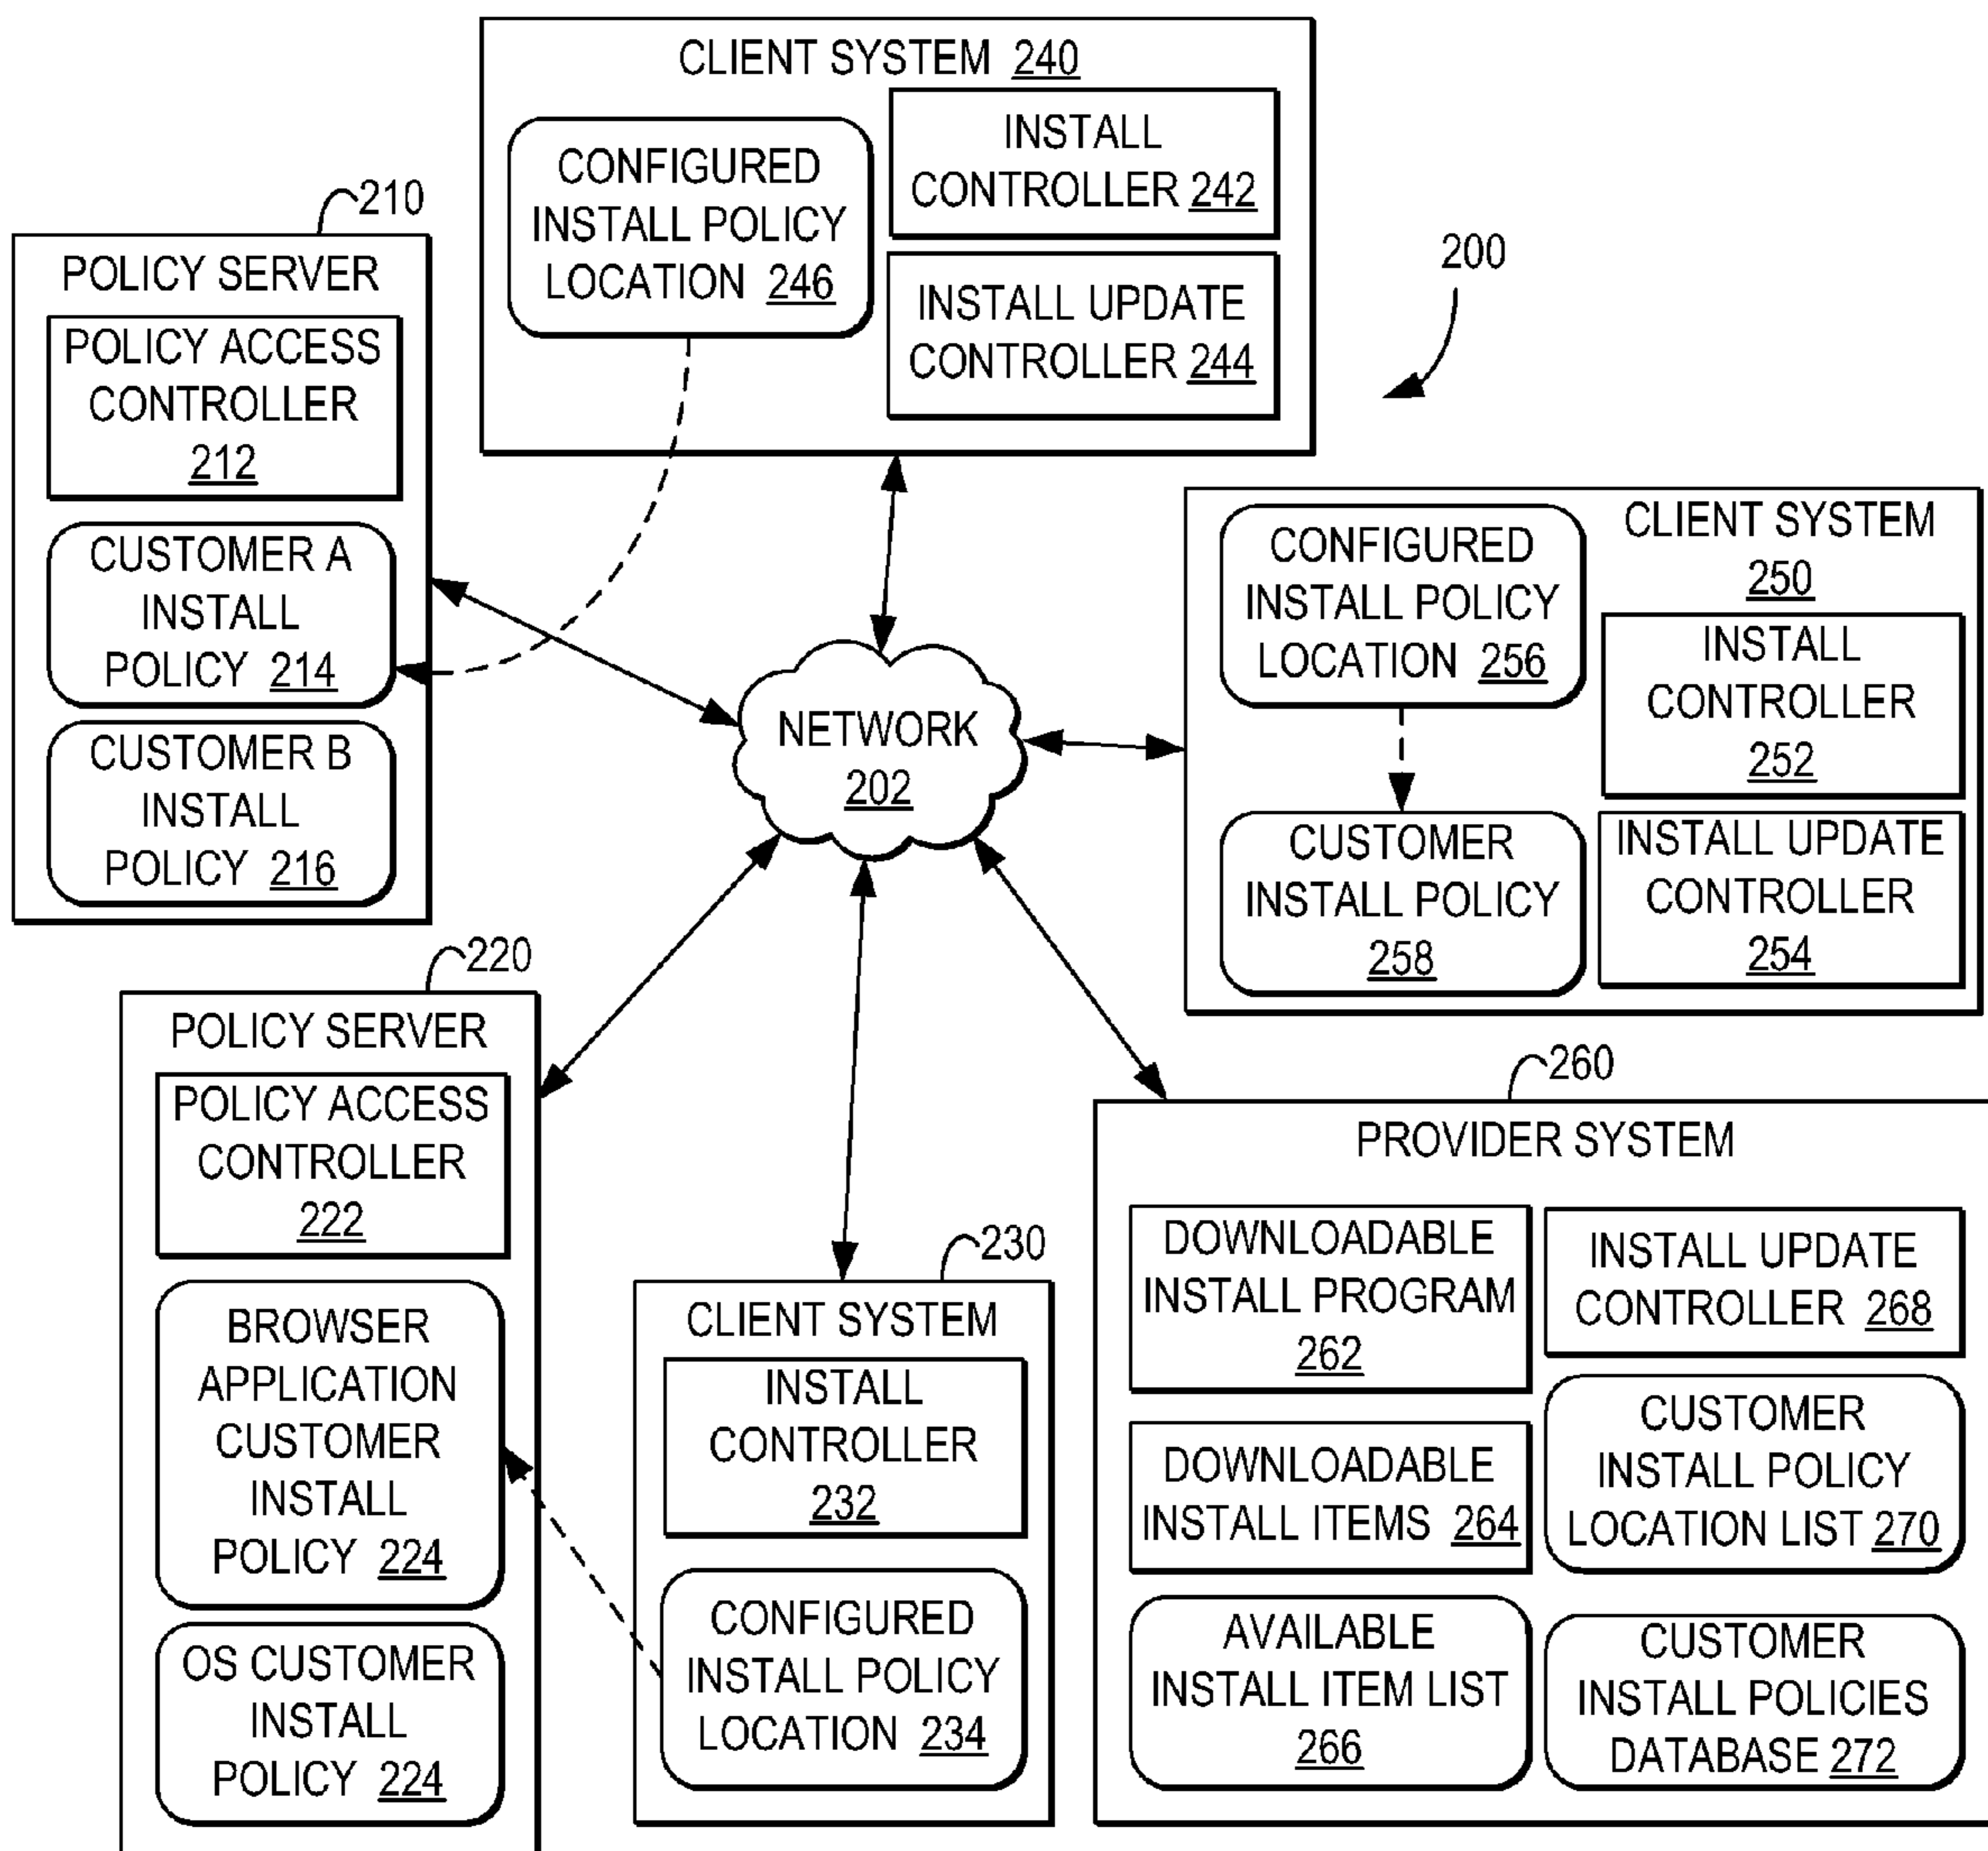 CLIENT SYSTEM 240
CONFIGURED
INSTALL POLICY
LOCATION 246
INSTALL
CONTROLLER 242
INSTALL UPDATE
CONTROLLER 244
200
210
POLICY SERVER
POLICY ACCESS
CONTROLLER
212
CUSTOMER A
INSTALL
POLICY 214
CUSTOMER B
INSTALL
POLICY 216
NETWORK
202
CLIENT SYSTEM
250
CONFIGURED
INSTALL POLICY
LOCATION 256
INSTALL
CONTROLLER
252
CUSTOMER
INSTALL POLICY
258
INSTALL UPDATE
CONTROLLER
254
220
POLICY SERVER
POLICY ACCESS
CONTROLLER
222
BROWSER
APPLICATION
CUSTOMER
INSTALL
POLICY 224
OS CUSTOMER
INSTALL
POLICY 224
230
CLIENT SYSTEM
INSTALL
CONTROLLER
232
CONFIGURED
INSTALL POLICY
LOCATION 234
260
PROVIDER SYSTEM
DOWNLOADABLE
INSTALL PROGRAM
262
INSTALL UPDATE
CONTROLLER 268
DOWNLOADABLE
INSTALL ITEMS 264
CUSTOMER
INSTALL POLICY
LOCATION LIST 270
AVAILABLE
INSTALL ITEM LIST
266
CUSTOMER
INSTALL POLICIES
DATABASE 272